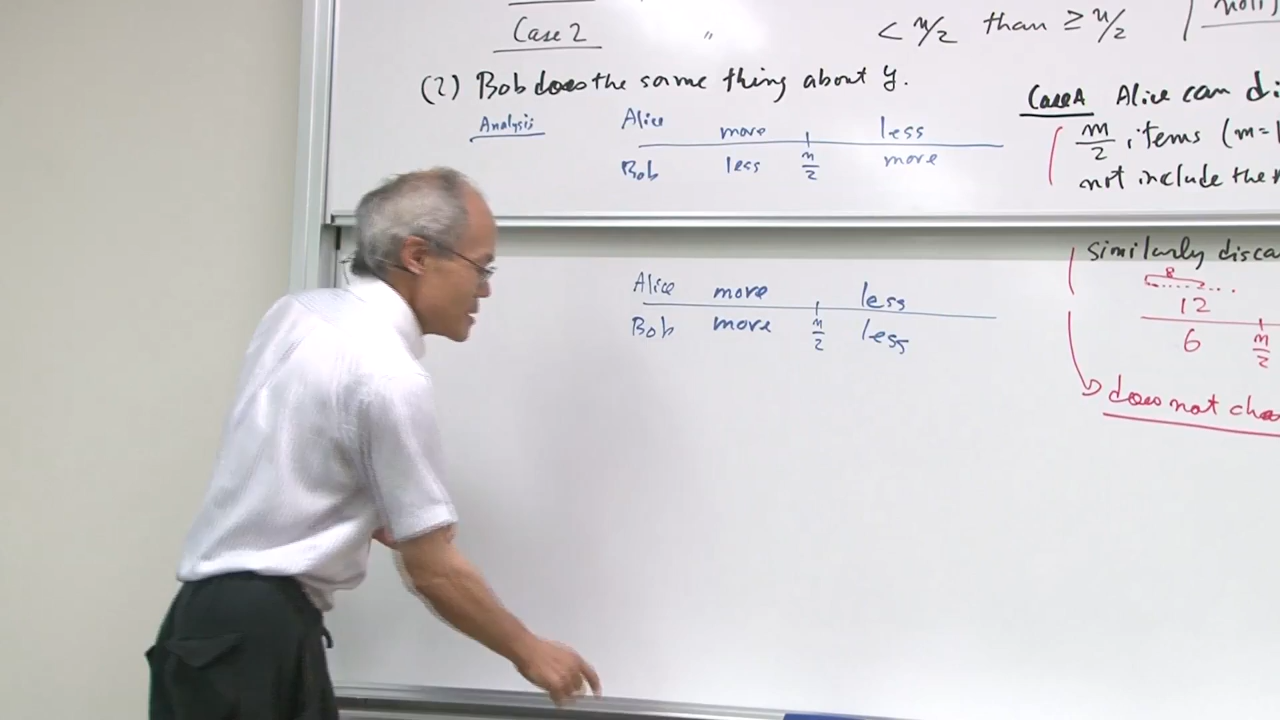 Case 2 " < n/2 than ≥ n/2
(2) Bob does the same thing about y.
Analysis Alice more less
Bob less n/2 more
Case A Alice can di
m/2 items (m=
not include the
Alice more less
Bob more n/2 less
similarly disca
8
12
6 n/2
does not cha